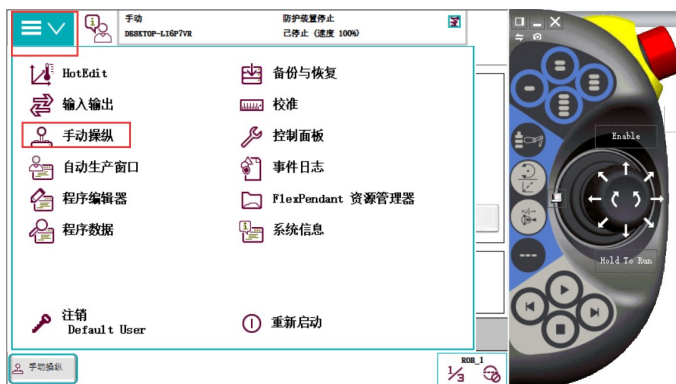 手动
DESKTOP-LI6P7VR
防护装置停止
已停止 (速度 100%)
HotEdit
备份与恢复
输入输出
校准
手动操纵
控制面板
自动生产窗口
事件日志
程序编辑器
FlexPendant 资源管理器
程序数据
系统信息
注销
Default User
重新启动
手动操纵
ROB_1
1/3
Enable
Hold To Run